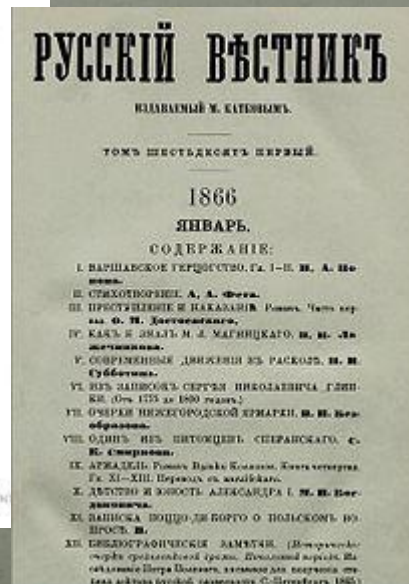 РУССКІЙ ВѢСТНИКЪ
ИЗДАВАЕМЫЙ М. КАТКОВЫМЪ.
ТОМЪ ШЕСТЬДЕСЯТЪ ПЕРВЫЙ.
1866
ЯНВАРЬ.
СОДЕРЖАНІЕ:
I. ВАРШАВСКОЕ ГЕРЦОГСТВО. Гл. I—II. Н. А. По-
пова.
II. СТИХОТВОРЕНІЕ. А. А. Фета.
III. ПРЕСТУПЛЕНІЕ И НАКАЗАНІЕ. Романъ. Часть пер-
вая. Ѳ. М. Достоевскаго.
IV. КАКЪ Я ЗНАЛЪ М. Л. МАГНИЦКАГО. И. И. Ла-
жечникова.
V. СОВРЕМЕННЫЯ ДВИЖЕНІЯ ВЪ РАСКОЛѢ. Н. И.
Субботина.
VI. ИЗЪ ЗАПИСОКЪ СЕРГѢЯ НИКОЛАЕВИЧА ГЛИН-
КИ. (Отъ 1775 до 1800 годовъ.)
VII. ОЧЕРКИ НИЖЕГОРОДСКОЙ ЯРМАРКИ. В. П. Без-
образова.
VIII. ОДИНЪ ИЗЪ ПИТОМЦЕВЪ СПЕРАНСКАГО. С.
К. Смирнова.
IX. АРМАДЕЛЬ. Романъ Вилки Коллинза. Книга четвертая.
Гл. XI—XIII. Переводъ съ англійскаго.
X. ДѢТСТВО И ЮНОСТЬ АЛЕКСАНДРА I. М. И. Бог-
дановича.
XI. ЗАПИСКА ПОЦЦО-ДИ-БОРГО О ПОЛЬСКОМЪ ВО-
ПРОСѢ. Н.
XII. БИБЛІОГРАФИЧЕСКІЯ ЗАМѢТКИ.